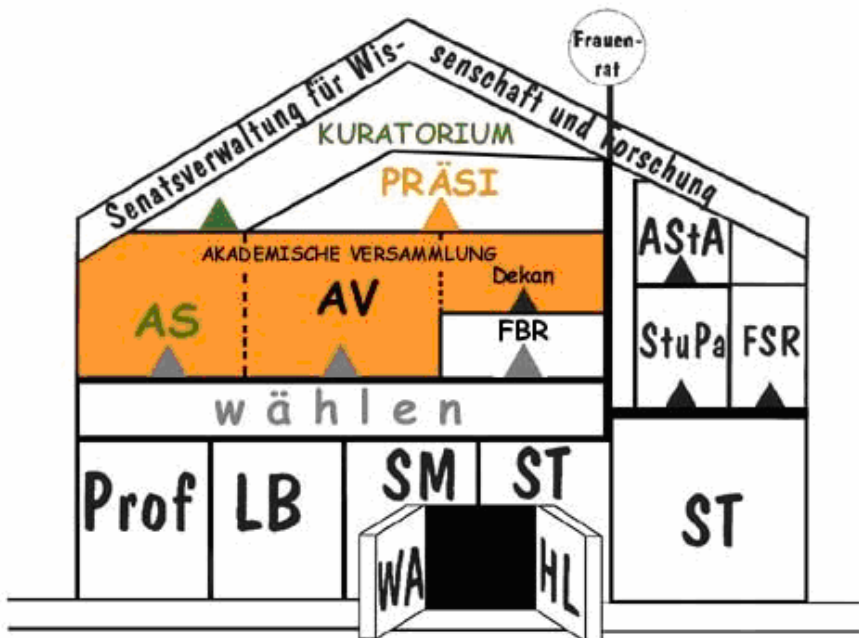 Frauen-
rat
Senatsverwaltung für Wis-
senschaft und Forschung
KURATORIUM
PRÄSI
AKADEMISCHE VERSAMMLUNG
AStA
Dekan
AS
AV
FBR
StuPa
FSR
wählen
Prof
LB
SM
ST
ST
WA
HL